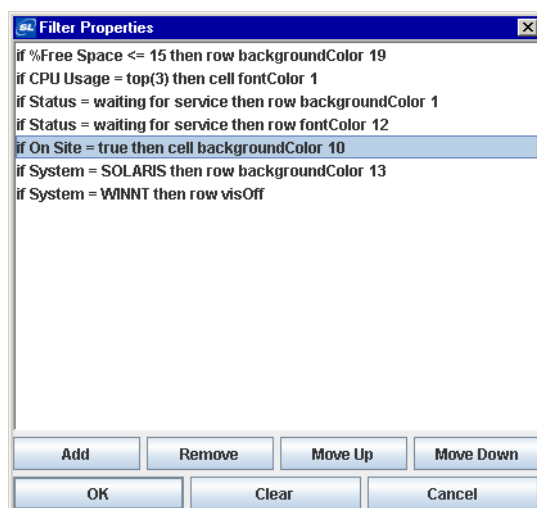 SL Filter Properties
if %Free Space <= 15 then row backgroundColor 19
if CPU Usage = top(3) then cell fontColor 1
if Status = waiting for service then row backgroundColor 1
if Status = waiting for service then row fontColor 12
if On Site = true then cell backgroundColor 10
if System = SOLARIS then row backgroundColor 13
if System = WINNT then row visOff
Add Remove Move Up Move Down
OK Clear Cancel